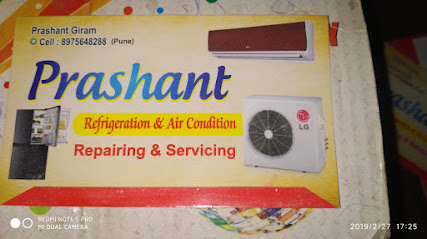 Prashant Giram
Cell : 8975648288 (Pune)
Prashant
Refrigeration & Air Condition
Repairing & Servicing
LG
REDMI NOTE 5 PRO
MI DUAL CAMERA
2019/2/27 17:25